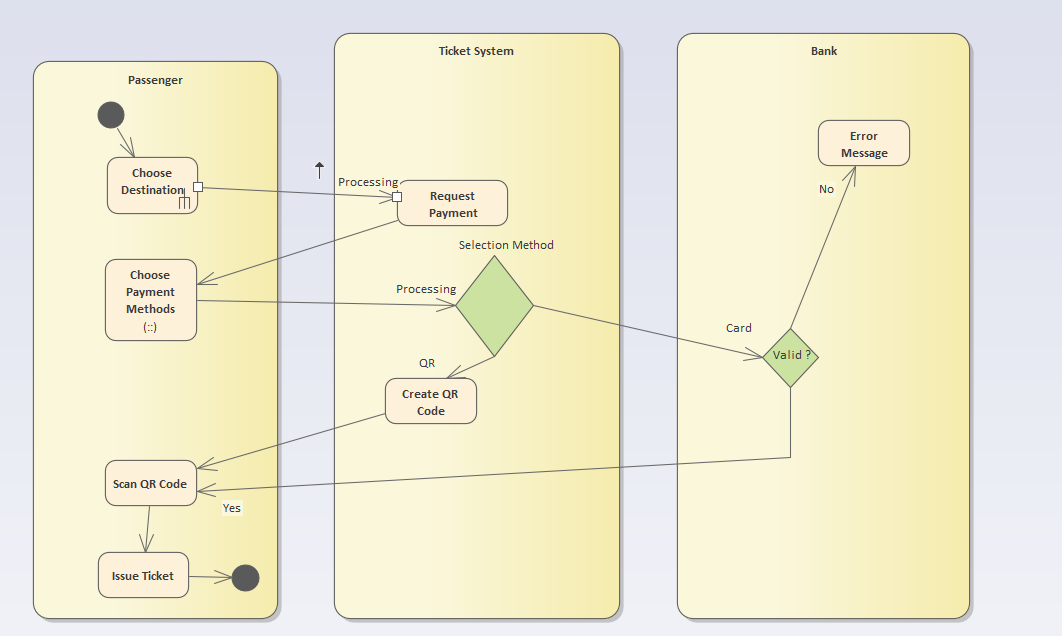 Passenger
Choose
Destination
Choose
Payment
Methods
(::)
Scan QR Code
Yes
Issue Ticket
Ticket System
Processing
Request
Payment
Selection Method
Processing
QR
Create QR
Code
Bank
Error
Message
No
Card
Valid ?